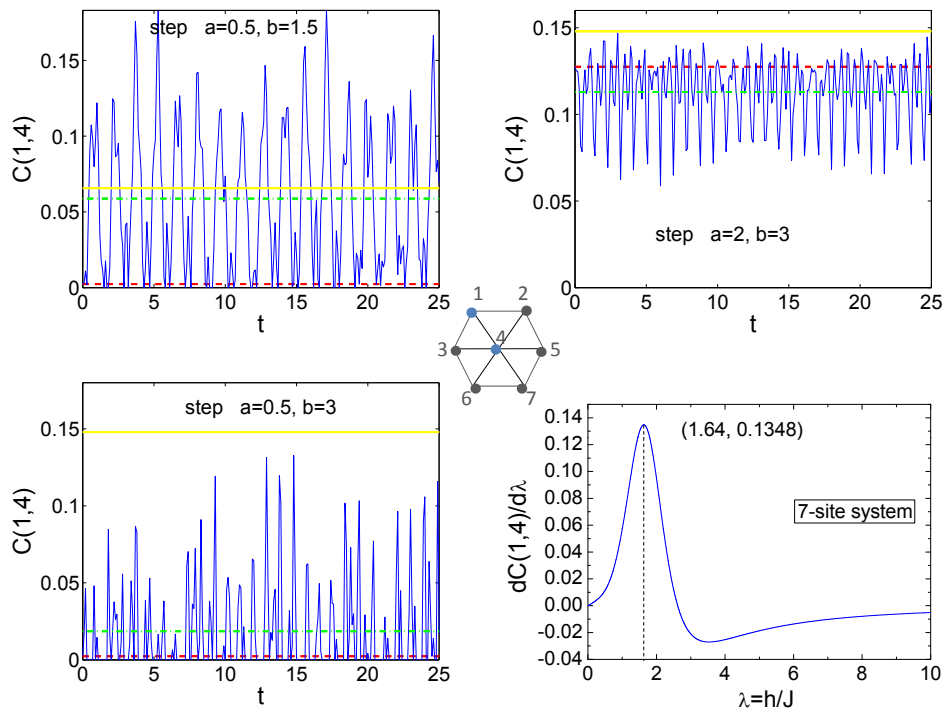 step a=0.5, b=1.5
C(1,4)
0.15
0.1
0.05
0
0 5 10 15 20 25
t
step a=2, b=3
C(1,4)
0.15
0.1
0.05
0
0 5 10 15 20 25
t
1 2
3 4 5
6 7
step a=0.5, b=3
C(1,4)
0.15
0.1
0.05
0
0 5 10 15 20 25
t
(1.64, 0.1348)
7-site system
dC(1,4)/dλ
0.14
0.12
0.10
0.08
0.06
0.04
0.02
0.00
-0.02
-0.04
0 2 4 6 8 10
λ=h/J